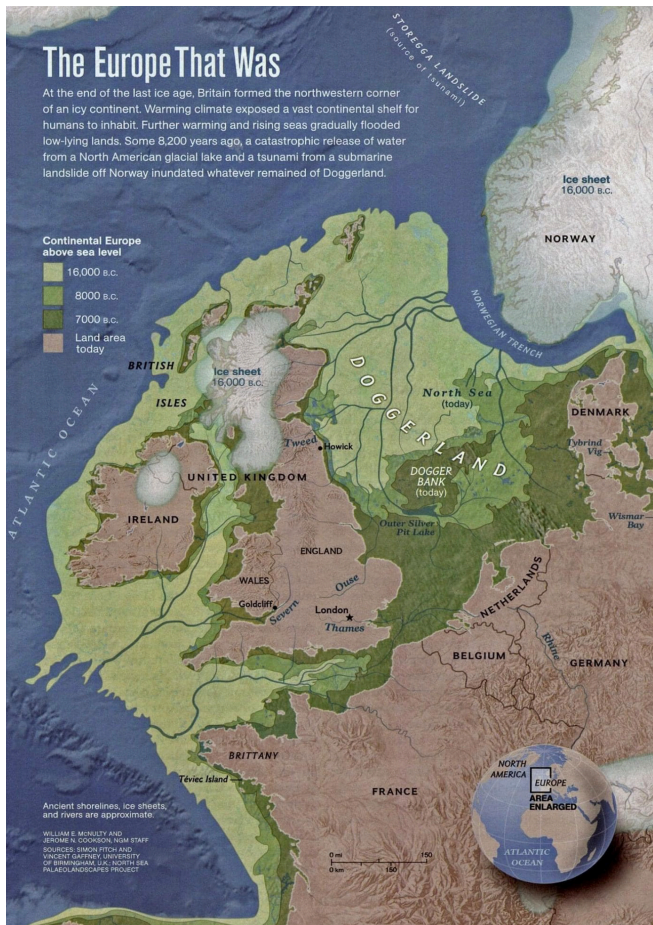 The Europe That Was
At the end of the last ice age, Britain formed the northwestern corner
of an icy continent. Warming climate exposed a vast continental shelf for
humans to inhabit. Further warming and rising seas gradually flooded
low-lying lands. Some 8,200 years ago, a catastrophic release of water
from a North American glacial lake and a tsunami from a submarine
landslide off Norway inundated whatever remained of Doggerland.
STOREGGA LANDSLIDE
(source of tsunami)
Ice sheet
16,000 B.C.
NORWAY
Continental Europe
above sea level
16,000 B.C.
8000 B.C.
7000 B.C.
Land area
today
NORWEGIAN TRENCH
BRITISH
ISLES
Ice sheet
16,000 B.C.
ATLANTIC OCEAN
DOGGERLAND
North Sea
(today)
DENMARK
Tweed
Howick
Tybrind
Vig
DOGGER
BANK
(today)
UNITED KINGDOM
IRELAND
Outer Silver
Pit Lake
Wismar
Bay
ENGLAND
WALES
Ouse
NETHERLANDS
Goldcliff
Severn
London
Thames
BELGIUM
Rhine
GERMANY
BRITTANY
Téviec Island
FRANCE
NORTH
AMERICA
EUROPE
AREA
ENLARGED
ATLANTIC
OCEAN
Ancient shorelines, ice sheets,
and rivers are approximate.
WILLIAM E. McNULTY AND
JEROME N. COOKSON, NGM STAFF
SOURCES: SIMON FITCH AND
VINCENT GAFFNEY, UNIVERSITY
OF BIRMINGHAM, U.K.; NORTH SEA
PALAEOLANDSCAPES PROJECT
0 mi 150
0 km 150